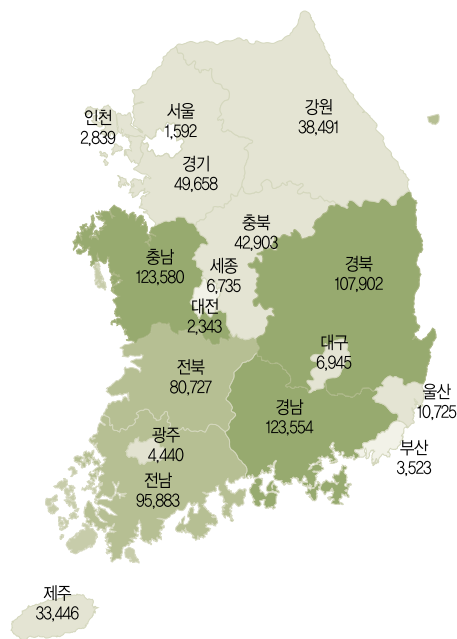 서울
1,592
인천
2,839
강원
38,491
경기
49,658
충북
42,903
충남
123,580
세종
6,735
경북
107,902
대전
2,343
대구
6,945
전북
80,727
울산
10,725
경남
123,554
광주
4,440
부산
3,523
전남
95,883
제주
33,446